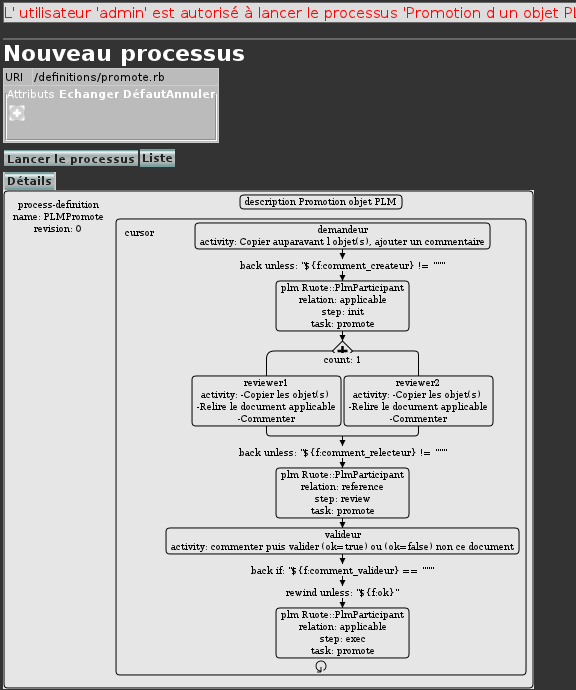 L' utilisateur 'admin' est autorisé à lancer le processus 'Promotion d un objet PL
Nouveau processus
URI /definitions/promote.rb
Attributs Echanger DéfautAnnuler
Lancer le processus Liste
Détails
process-definition
name: PLMPromote
revision: 0
description Promotion objet PLM
cursor
demandeur
activity: Copier auparavant l objet(s), ajouter un commentaire
back unless: "${f:comment_createur} != """
plm Ruote::PlmParticipant
relation: applicable
step: init
task: promote
count: 1
reviewer1
activity: -Copier les objet(s)
-Relire le document applicable
-Commenter
reviewer2
activity: -Copier les objet(s)
-Relire le document applicable
-Commenter
back unless: "${f:comment_relecteur} != """
plm Ruote::PlmParticipant
relation: reference
step: review
task: promote
valideur
activity: commenter puis valider (ok=true) ou (ok=false) non ce document
back if: "${f:comment_valideur} == """
rewind unless: "${f:ok}"
plm Ruote::PlmParticipant
relation: applicable
step: exec
task: promote